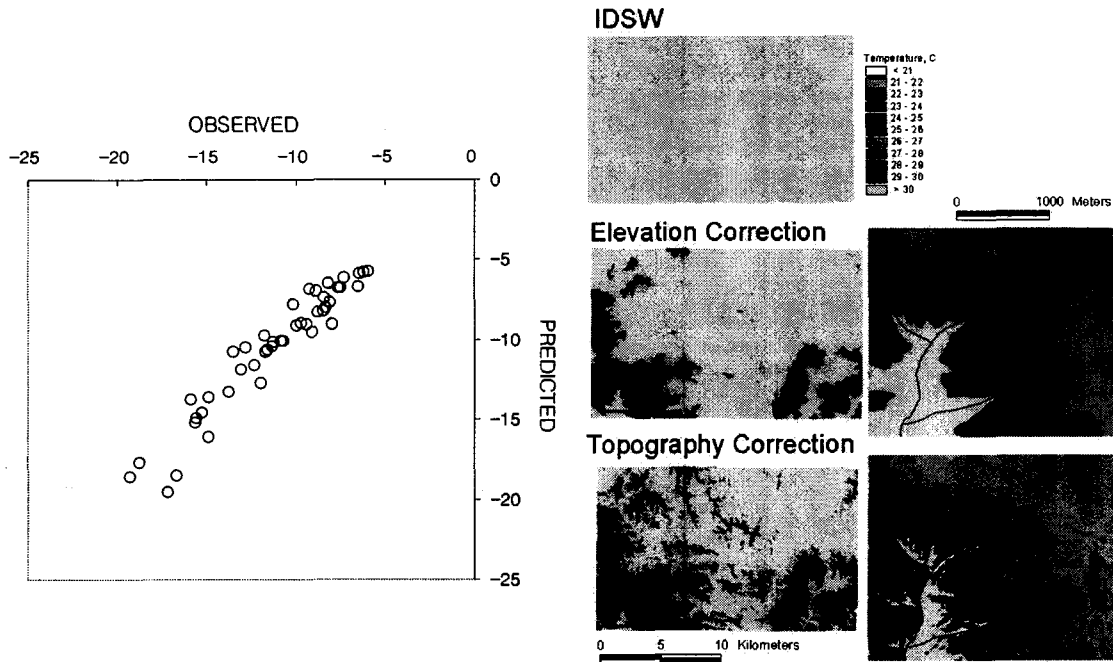 OBSERVED
−25 −20 −15 −10 −5 0
0
−5
−10
−15
−20
−25
PREDICTED
IDSW
Temperature, C
< 21
21 - 22
22 - 23
23 - 24
24 - 25
25 - 26
26 - 27
27 - 28
28 - 29
29 - 30
> 30
0 1000 Meters
Elevation Correction
Topography Correction
0 5 10 Kilometers